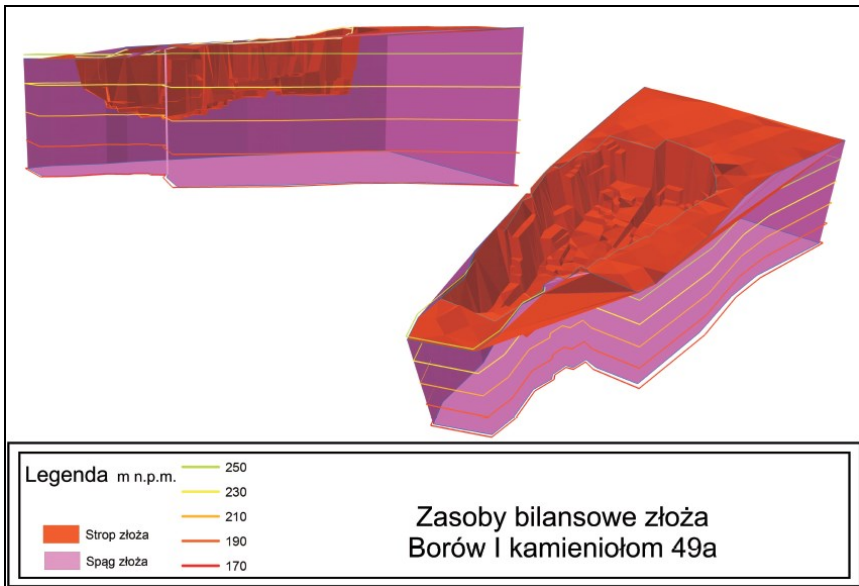 Legenda m n.p.m.
250
230
210
190
170
Strop złoża
Spąg złoża
Zasoby bilansowe złoża
Borów I kamieniołom 49a